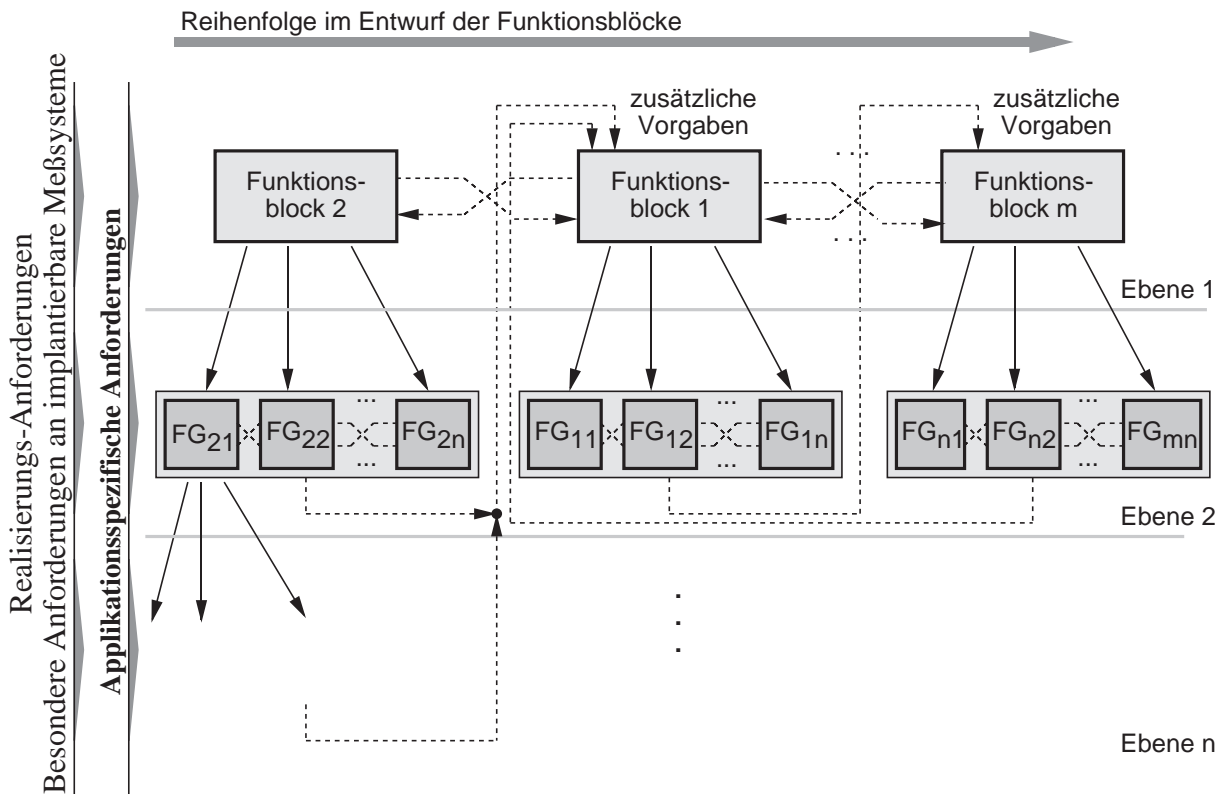 Reihenfolge im Entwurf der Funktionsblöcke
Realisierungs-Anforderungen
Besondere Anforderungen an implantierbare Meßsysteme
Applikationsspezifische Anforderungen
zusätzliche
Vorgaben
zusätzliche
Vorgaben
Funktions-
block 2
Funktions-
block 1
Funktions-
block m
...
...
Ebene 1
FG21 FG22 ... ... FG2n
FG11 FG12 ... ... FG1n
FGn1 FGn2 ... ... FGmn
Ebene 2
. . .
Ebene n